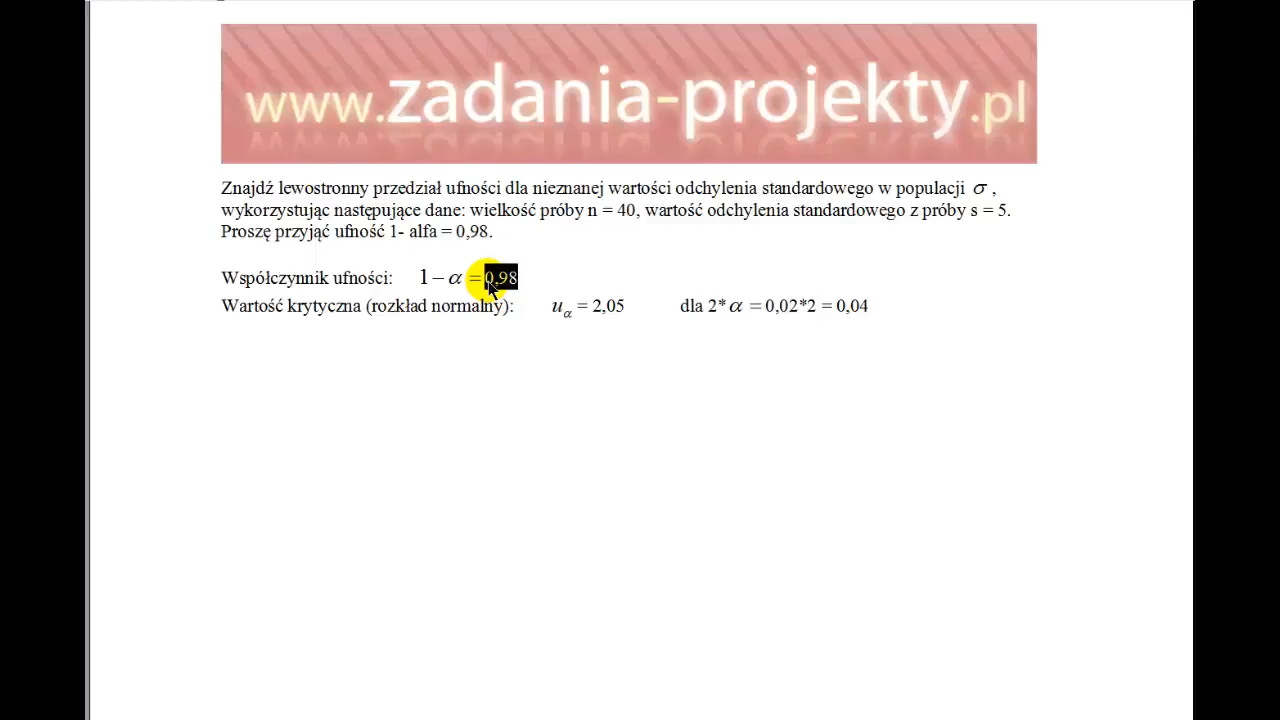 www.zadania-projekty.pl
Znajdź lewostronny przedział ufności dla nieznanej wartości odchylenia standardowego w populacji σ ,
wykorzystując następujące dane: wielkość próby n = 40, wartość odchylenia standardowego z próby s = 5.
Proszę przyjąć ufność 1- alfa = 0,98.
Współczynnik ufności: 1 − α = 0,98
Wartość krytyczna (rozkład normalny): uα = 2,05 dla 2* α = 0,02*2 = 0,04